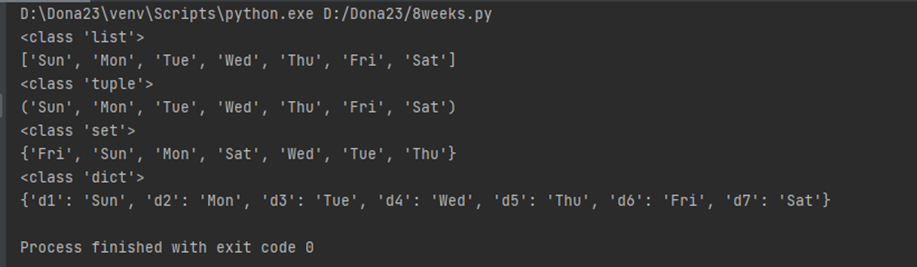 D:\Dona23\venv\Scripts\python.exe D:/Dona23/8weeks.py
<class 'list'>
['Sun', 'Mon', 'Tue', 'Wed', 'Thu', 'Fri', 'Sat']
<class 'tuple'>
('Sun', 'Mon', 'Tue', 'Wed', 'Thu', 'Fri', 'Sat')
<class 'set'>
{'Fri', 'Sun', 'Mon', 'Sat', 'Wed', 'Tue', 'Thu'}
<class 'dict'>
{'d1': 'Sun', 'd2': 'Mon', 'd3': 'Tue', 'd4': 'Wed', 'd5': 'Thu', 'd6': 'Fri', 'd7': 'Sat'}
Process finished with exit code 0